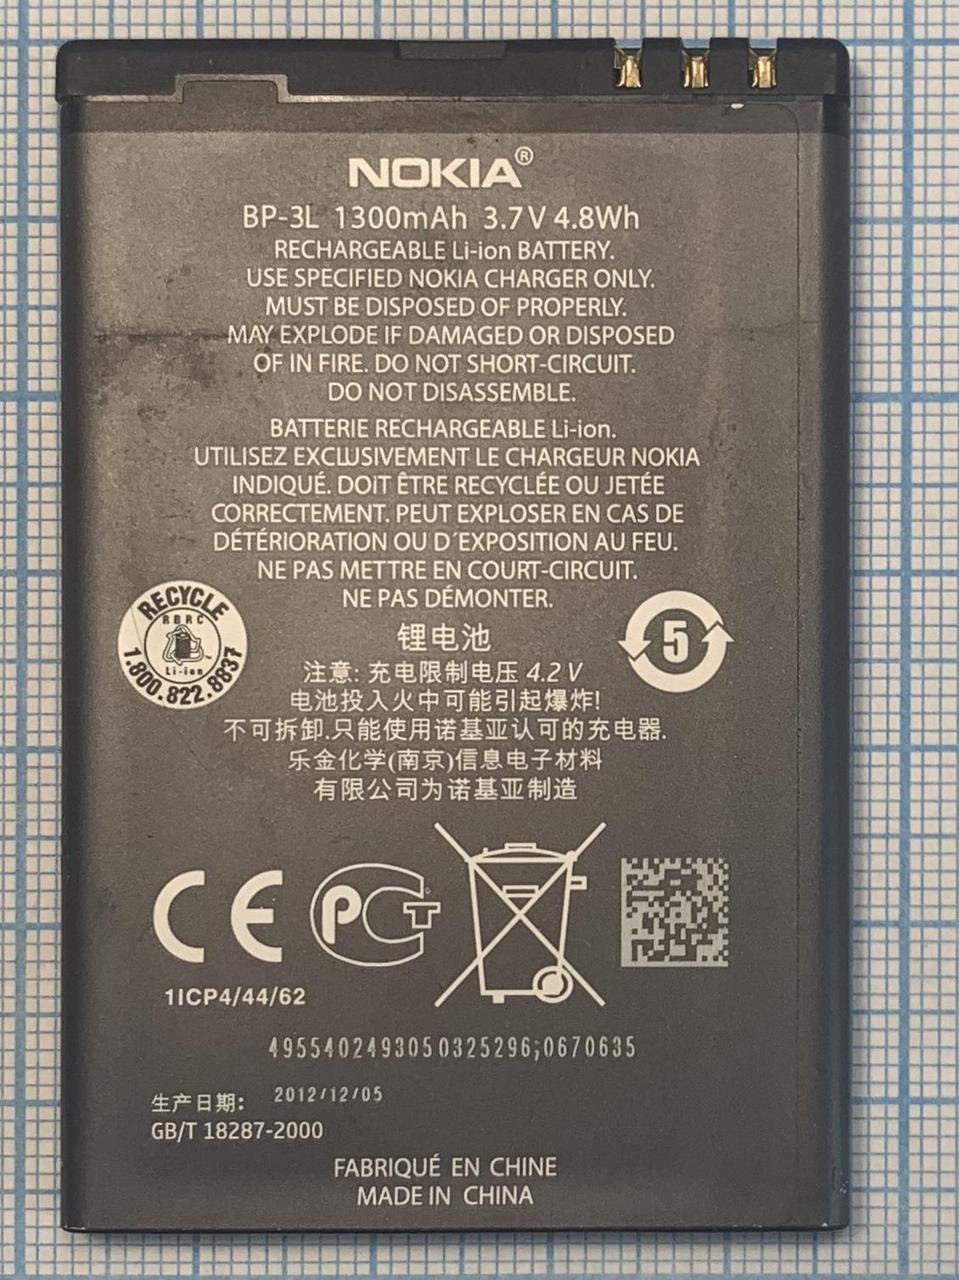 NOKIA®
BP-3L 1300mAh 3.7V 4.8Wh
RECHARGEABLE Li-ion BATTERY.
USE SPECIFIED NOKIA CHARGER ONLY.
MUST BE DISPOSED OF PROPERLY.
MAY EXPLODE IF DAMAGED OR DISPOSED
OF IN FIRE. DO NOT SHORT-CIRCUIT.
DO NOT DISASSEMBLE.
BATTERIE RECHARGEABLE Li-ion.
UTILISEZ EXCLUSIVEMENT LE CHARGEUR NOKIA
INDIQUÉ. DOiT ÊTRE RECYCLÉE OU JETÉE
CORRECTEMENT. PEUT EXPLOSER EN CAS DE
DÉTÉRIORATION OU D´EXPOSITION AU FEU.
NE PAS METTRE EN COURT-CIRCUIT.
NE PAS DÉMONTER.
RECYCLE
RBRC
Li-ion
1.800.822.8837
5
锂电池
注意: 充电限制电压 4.2 V
电池投入火中可能引起爆炸!
不可拆卸.只能使用诺基亚认可的充电器.
乐金化学(南京)信息电子材料
有限公司为诺基亚制造
CE PCT
1ICP4/44/62
4955402493050325296;0670635
生产日期: 2012/12/05
GB/T 18287-2000
FABRIQUÉ EN CHINE
MADE IN CHINA